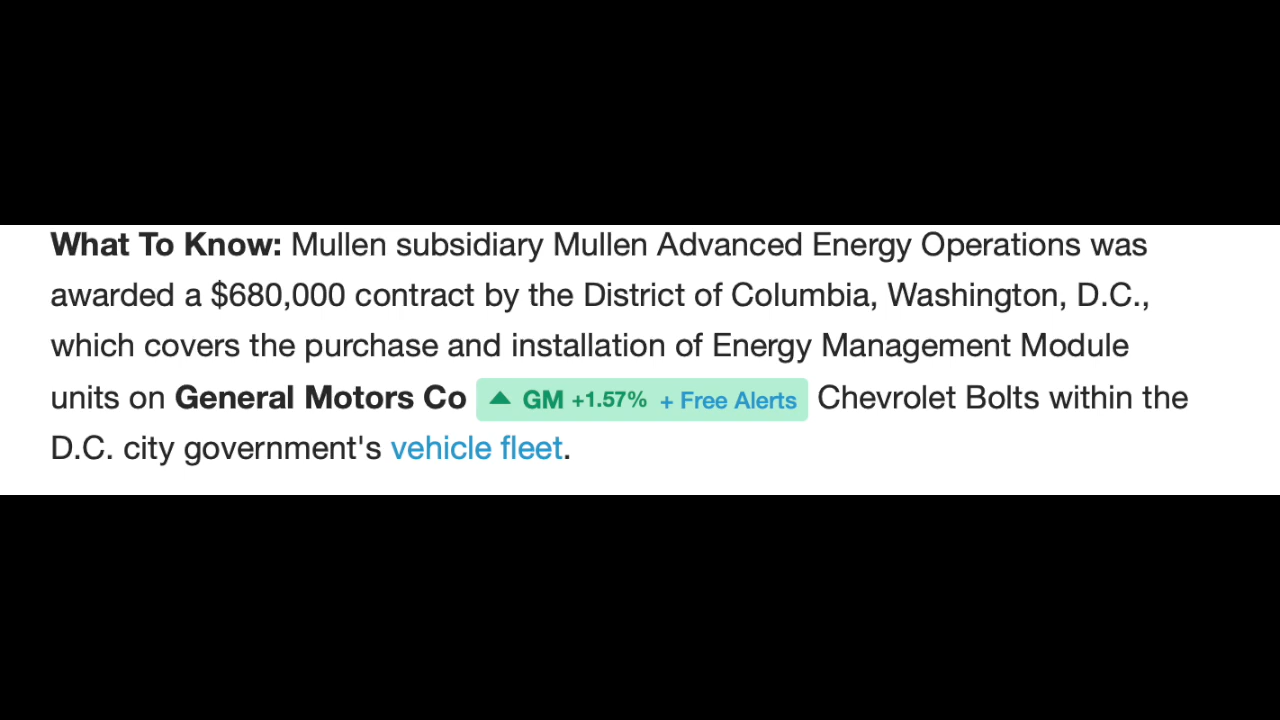 What To Know: Mullen subsidiary Mullen Advanced Energy Operations was
awarded a $680,000 contract by the District of Columbia, Washington, D.C.,
which covers the purchase and installation of Energy Management Module
units on General Motors Co ▲ GM +1.57% + Free Alerts Chevrolet Bolts within the
D.C. city government's vehicle fleet.